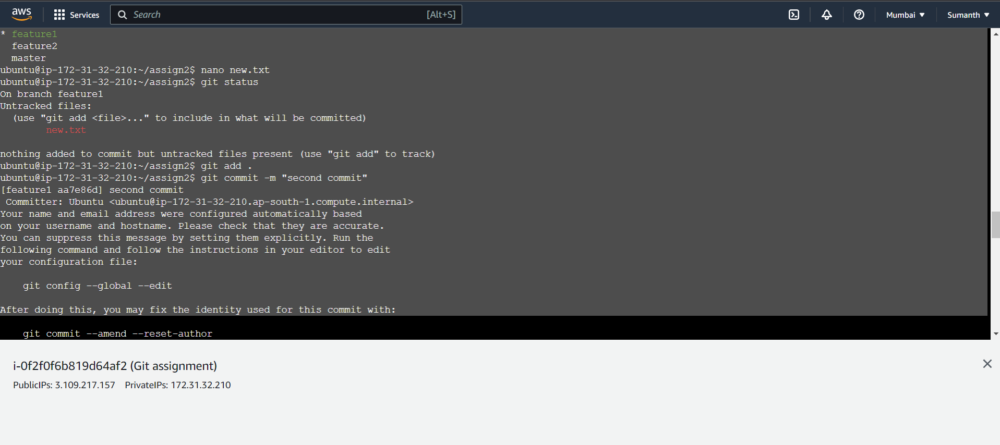 aws Services Search [Alt+S] Mumbai ▼ Sumanth ▼
* feature1
  feature2
  master
ubuntu@ip-172-31-32-210:~/assign2$ nano new.txt
ubuntu@ip-172-31-32-210:~/assign2$ git status
On branch feature1
Untracked files:
  (use "git add <file>..." to include in what will be committed)
        new.txt

nothing added to commit but untracked files present (use "git add" to track)
ubuntu@ip-172-31-32-210:~/assign2$ git add .
ubuntu@ip-172-31-32-210:~/assign2$ git commit -m "second commit"
[feature1 aa7e86d] second commit
 Committer: Ubuntu <ubuntu@ip-172-31-32-210.ap-south-1.compute.internal>
Your name and email address were configured automatically based
on your username and hostname. Please check that they are accurate.
You can suppress this message by setting them explicitly. Run the
following command and follow the instructions in your editor to edit
your configuration file:

    git config --global --edit

After doing this, you may fix the identity used for this commit with:

    git commit --amend --reset-author
i-0f2f0f6b819d64af2 (Git assignment)
PublicIPs: 3.109.217.157 PrivateIPs: 172.31.32.210